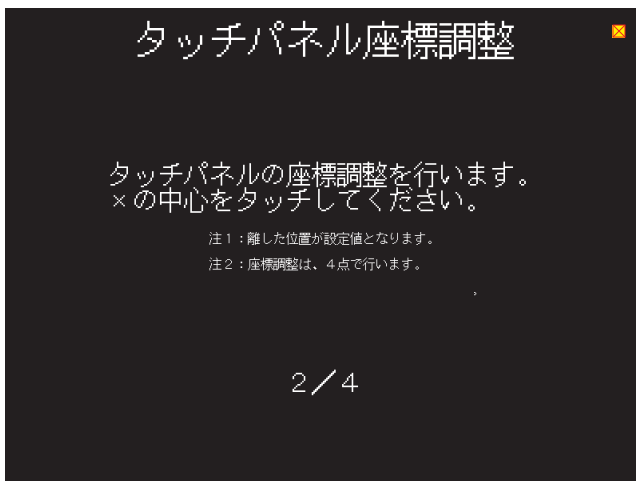 タッチパネル座標調整
タッチパネルの座標調整を行います。
×の中心をタッチしてください。
注１：離した位置が設定値となります。
注２：座標調整は、４点で行います。
２／４